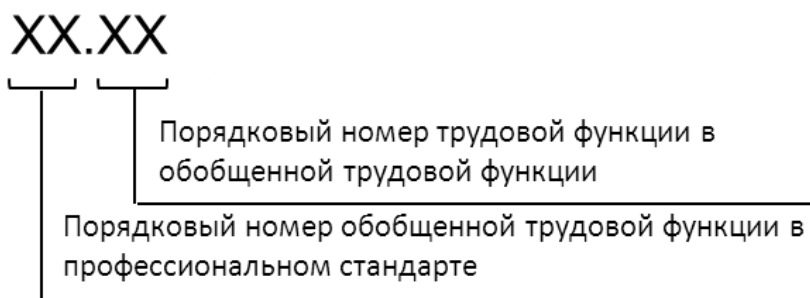 XX.XX
Порядковый номер трудовой функции в
обобщенной трудовой функции
Порядковый номер обобщенной трудовой функции в
профессиональном стандарте